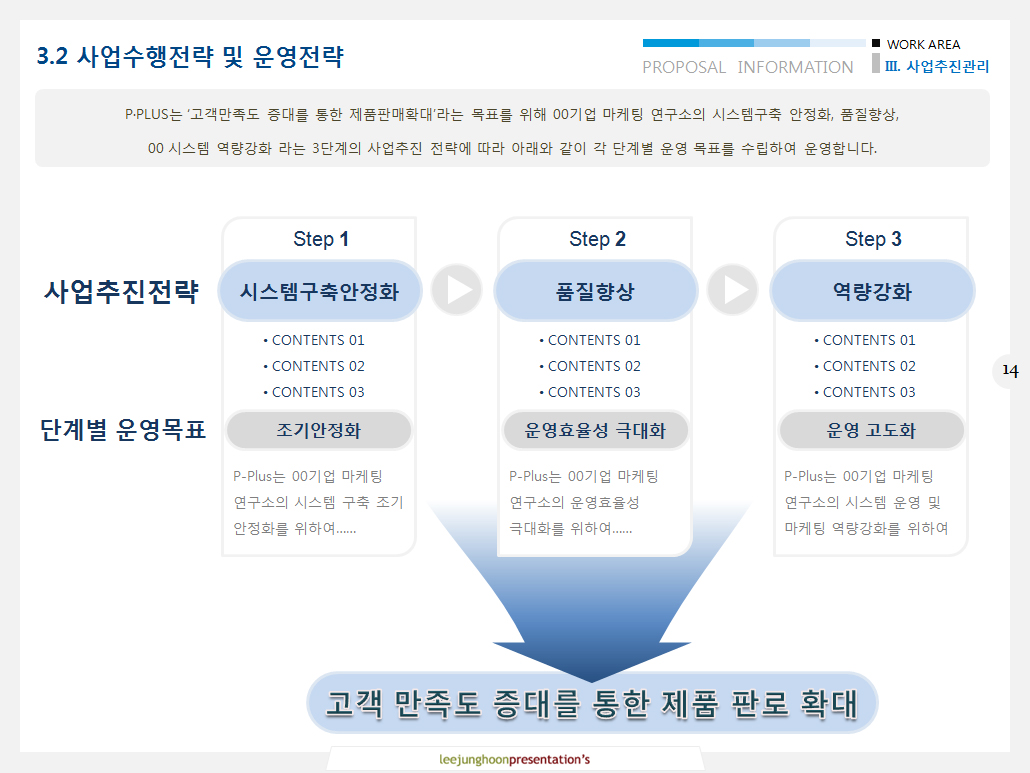 3.2 사업수행전략 및 운영전략
PROPOSAL INFORMATION
WORK AREA
Ⅲ. 사업추진관리
P·PLUS는 ‘고객만족도 증대를 통한 제품판매확대’라는 목표를 위해 00기업 마케팅 연구소의 시스템구축 안정화, 품질향상,
00 시스템 역량강화 라는 3단계의 사업추진 전략에 따라 아래와 같이 각 단계별 운영 목표를 수립하여 운영합니다.
사업추진전략
단계별 운영목표
Step 1
시스템구축안정화
• CONTENTS 01
• CONTENTS 02
• CONTENTS 03
조기안정화
P-Plus는 00기업 마케팅
연구소의 시스템 구축 조기
안정화를 위하여......
Step 2
품질향상
• CONTENTS 01
• CONTENTS 02
• CONTENTS 03
운영효율성 극대화
P-Plus는 00기업 마케팅
연구소의 운영효율성
극대화를 위하여......
Step 3
역량강화
• CONTENTS 01
• CONTENTS 02
• CONTENTS 03
운영 고도화
P-Plus는 00기업 마케팅
연구소의 시스템 운영 및
마케팅 역량강화를 위하여
14
고객 만족도 증대를 통한 제품 판로 확대
leejunghoonpresentation's